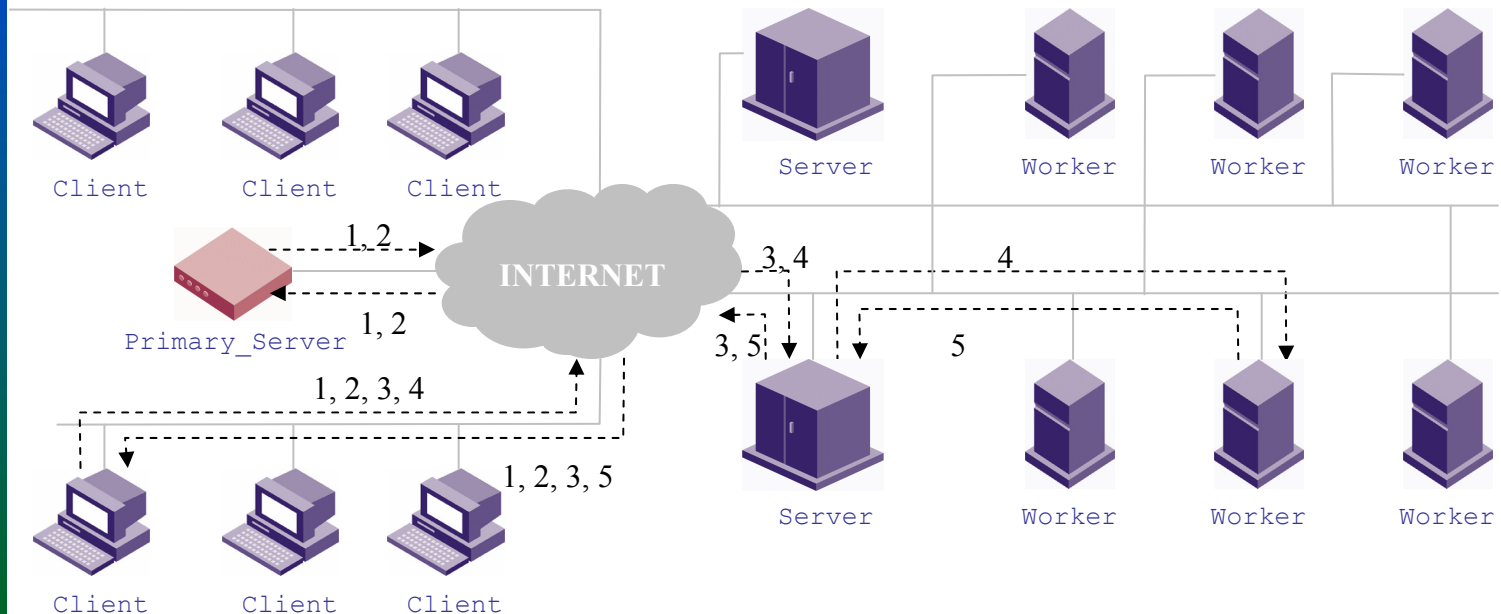 Client
Client
Client
Server
Worker
Worker
Worker
1, 2
INTERNET
3, 4
4
Primary_Server
1, 2
3, 5
5
1, 2, 3, 4
1, 2, 3, 5
Server
Worker
Worker
Worker
Client
Client
Client